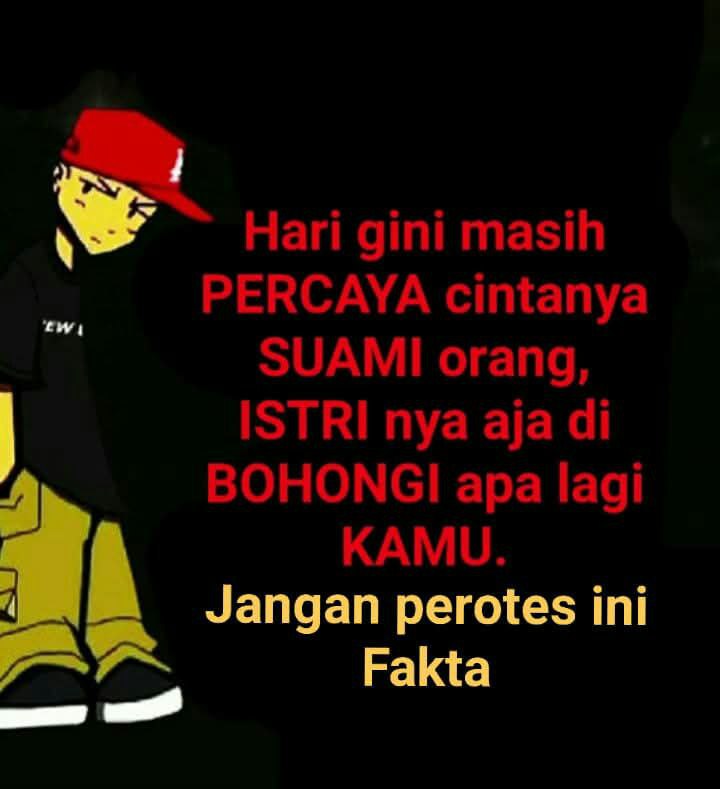 Hari gini masih
PERCAYA cintanya
SUAMI orang,
ISTRI nya aja di
BOHONGI apa lagi
KAMU.
Jangan perotes ini
Fakta